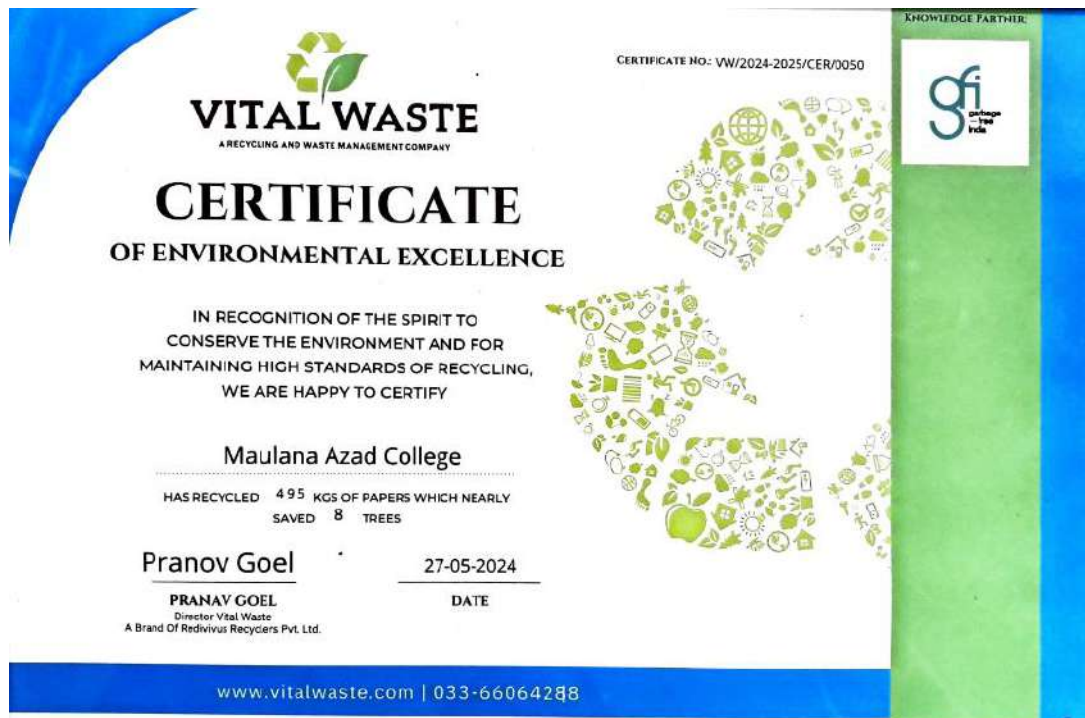 KNOWLEDGE PARTNER
CERTIFICATE NO.: VW/2024-2025/CER/0050
gfi
garbage
free
india
VITAL WASTE
A RECYCLING AND WASTE MANAGEMENT COMPANY
CERTIFICATE
OF ENVIRONMENTAL EXCELLENCE
IN RECOGNITION OF THE SPIRIT TO
CONSERVE THE ENVIRONMENT AND FOR
MAINTAINING HIGH STANDARDS OF RECYCLING,
WE ARE HAPPY TO CERTIFY
Maulana Azad College
HAS RECYCLED 495 KGS OF PAPERS WHICH NEARLY
SAVED 8 TREES
Pranov Goel 27-05-2024
PRANAV GOEL DATE
Director Vital Waste
A Brand Of Redivivus Recyclers Pvt. Ltd.
www.vitalwaste.com | 033-66064288